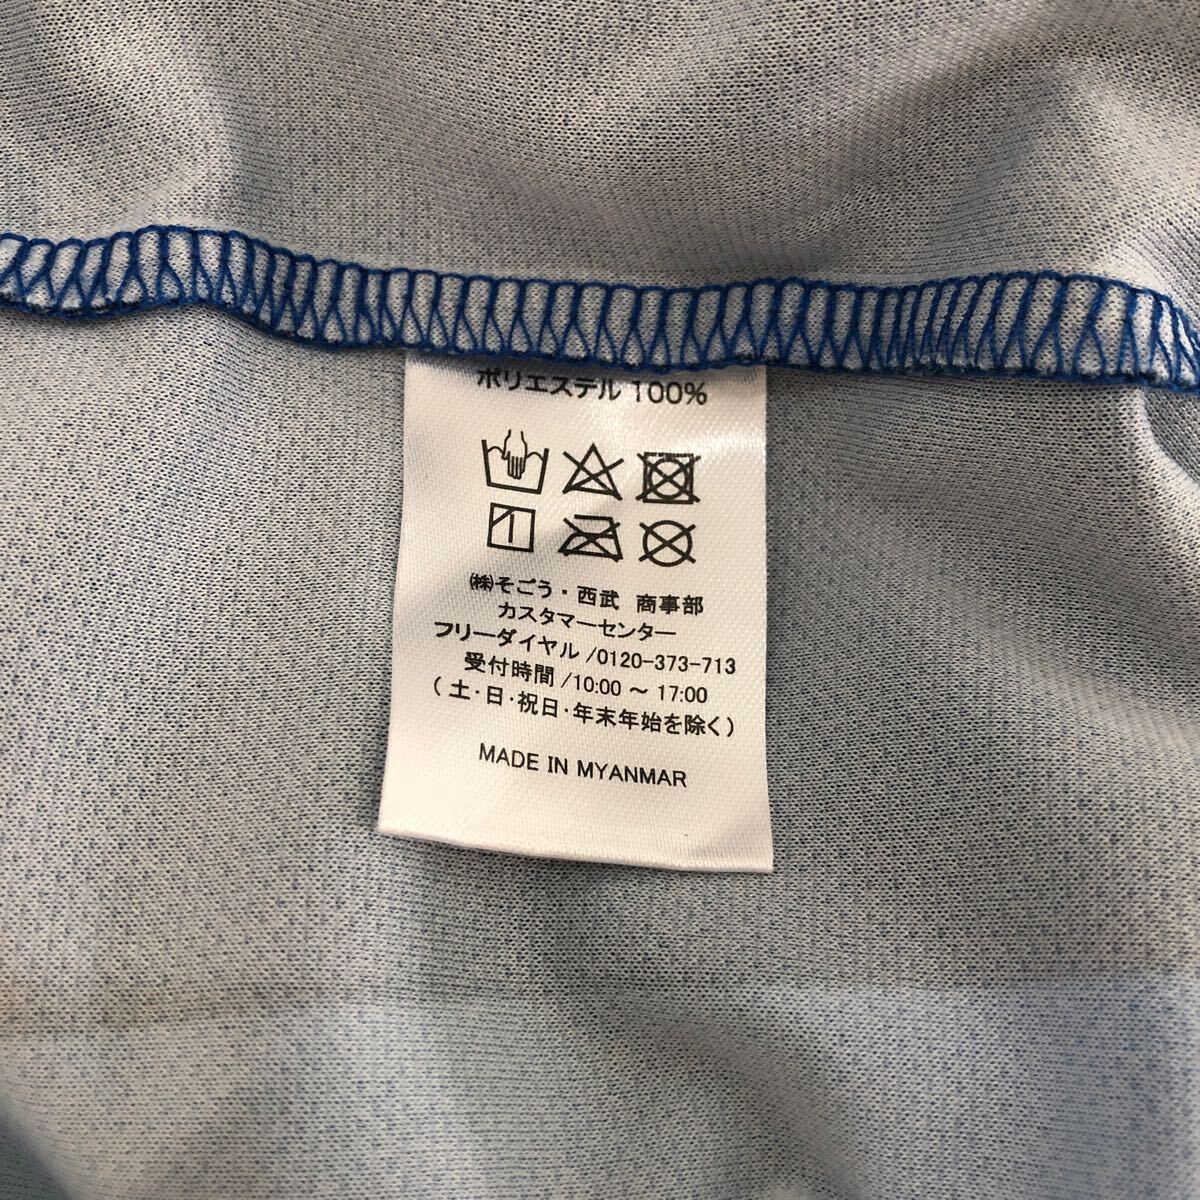 ポリエステル 100%
㈱そごう・西武 商事部
カスタマーセンター
フリーダイヤル /0120-373-713
受付時間 /10:00 ～ 17:00
( 土・日・祝日・年末年始を除く)
MADE IN MYANMAR